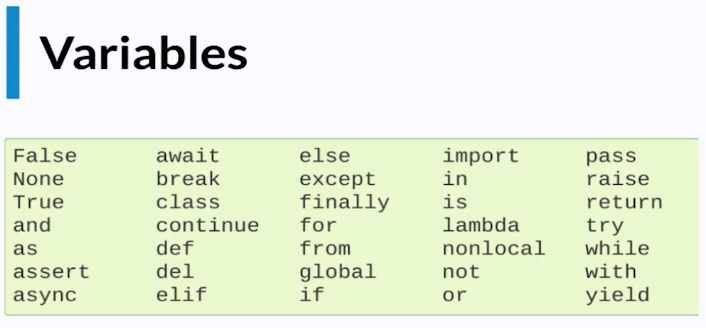 Variables
False await else import pass
None break except in raise
True class finally is return
and continue for lambda try
as def from nonlocal while
assert del global not with
async elif if or yield